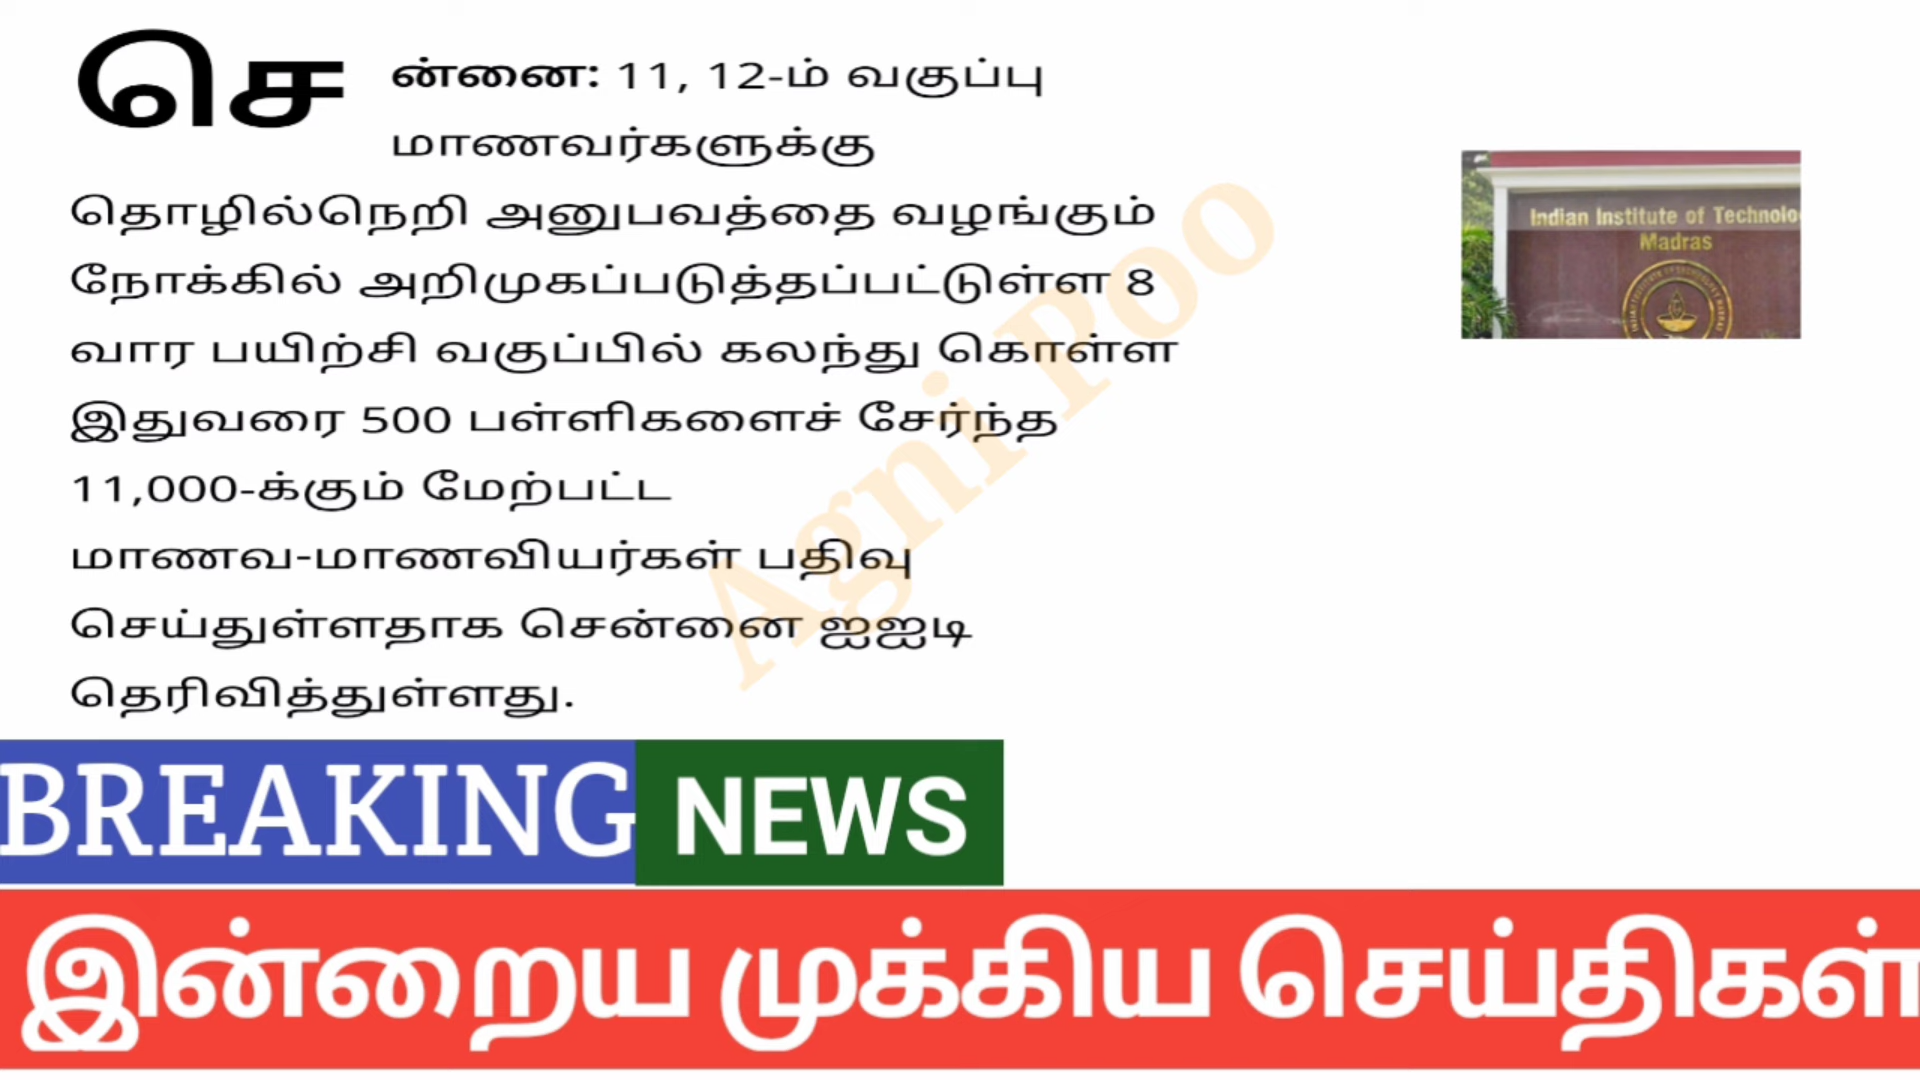 சென்னை: 11, 12-ம் வகுப்பு
மாணவர்களுக்கு
தொழில்நெறி அனுபவத்தை வழங்கும்
நோக்கில் அறிமுகப்படுத்தப்பட்டுள்ள 8
வார பயிற்சி வகுப்பில் கலந்து கொள்ள
இதுவரை 500 பள்ளிகளைச் சேர்ந்த
11,000-க்கும் மேற்பட்ட
மாணவ-மாணவியர்கள் பதிவு
செய்துள்ளதாக சென்னை ஐஐடி
தெரிவித்துள்ளது.
Indian Institute of Technolo
Madras
Agni Poo
BREAKING NEWS
இன்றைய முக்கிய செய்திகள்